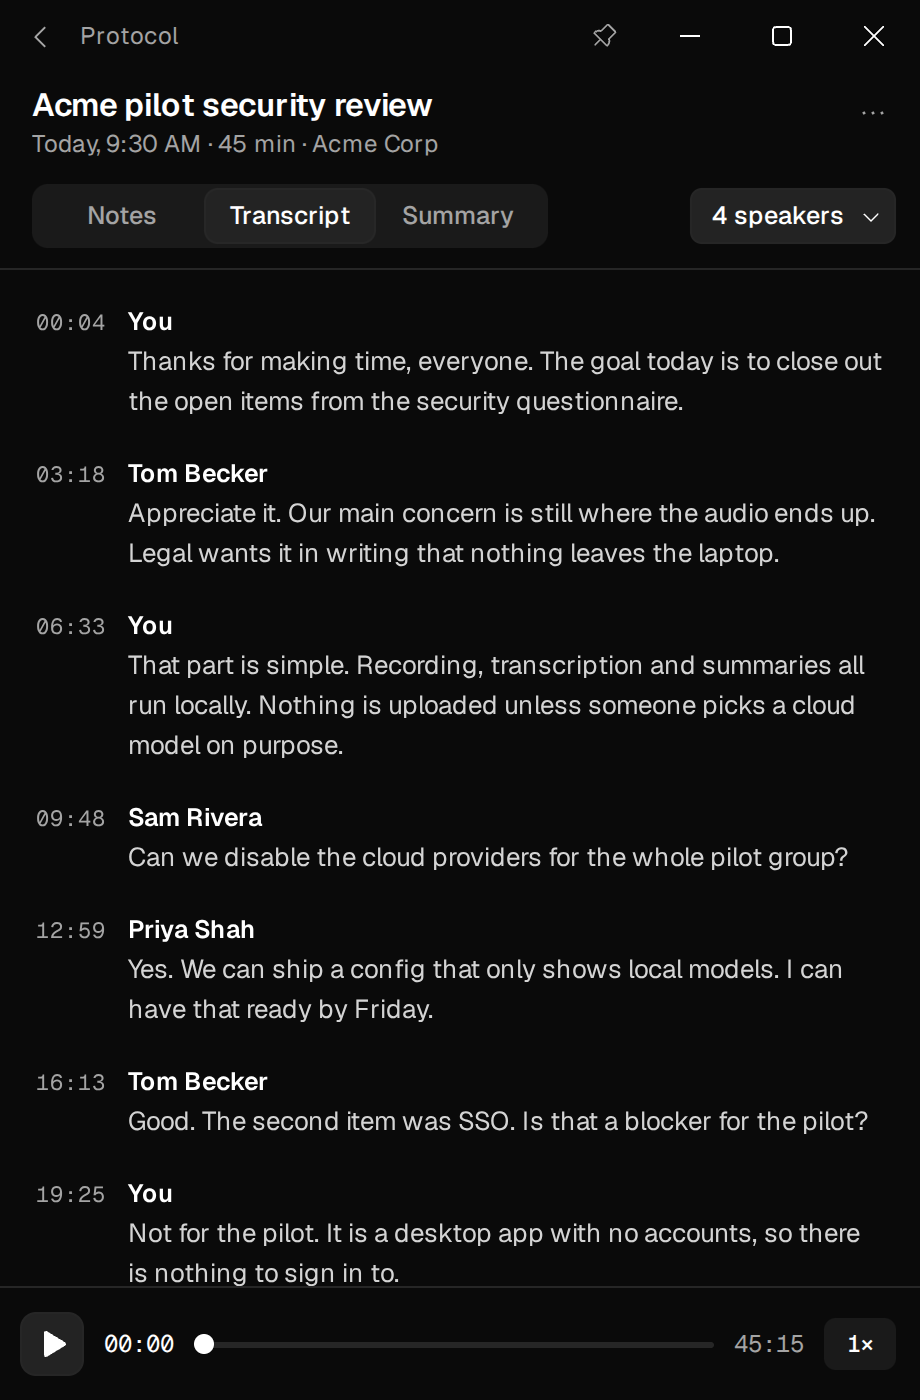 Protocol
Acme pilot security review
...
Today, 9:30 AM · 45 min · Acme Corp
Notes
Transcript
Summary
4 speakers
00:04 You
Thanks for making time, everyone. The goal today is to close out
the open items from the security questionnaire.
03:18 Tom Becker
Appreciate it. Our main concern is still where the audio ends up.
Legal wants it in writing that nothing leaves the laptop.
06:33 You
That part is simple. Recording, transcription and summaries all
run locally. Nothing is uploaded unless someone picks a cloud
model on purpose.
09:48 Sam Rivera
Can we disable the cloud providers for the whole pilot group?
12:59 Priya Shah
Yes. We can ship a config that only shows local models. I can
have that ready by Friday.
16:13 Tom Becker
Good. The second item was SSO. Is that a blocker for the pilot?
19:25 You
Not for the pilot. It is a desktop app with no accounts, so there
is nothing to sign in to.
00:00
45:15
1×